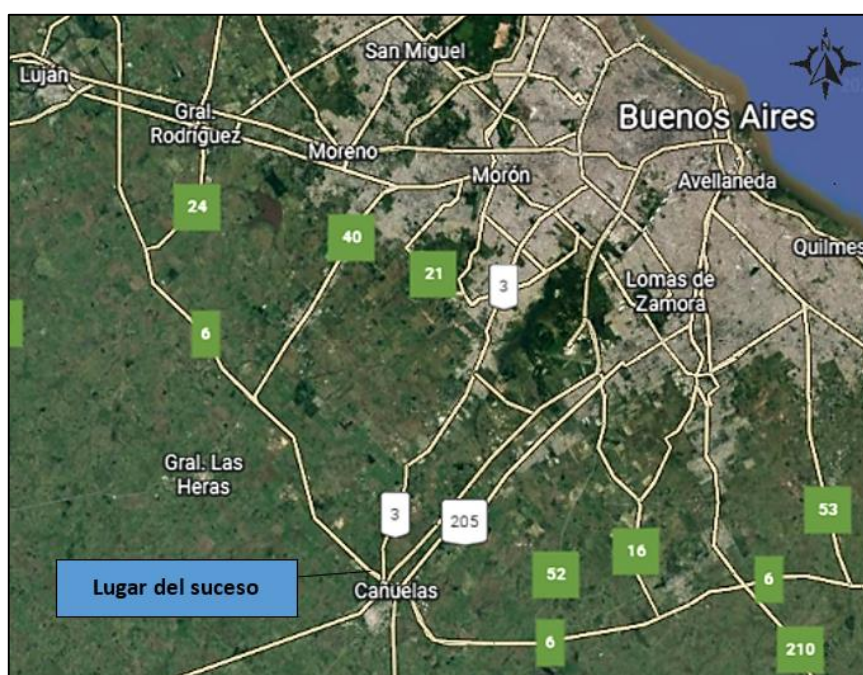 N
San Miguel
Luján
Gral.
Rodríguez
Buenos Aires
Moreno
Morón
Avellaneda
24
40
Quilmes
21
3
Lomas de
Zamora
6
Gral. Las
Heras
3
205
53
16
52
Lugar del suceso
Cañuelas
6
6
210